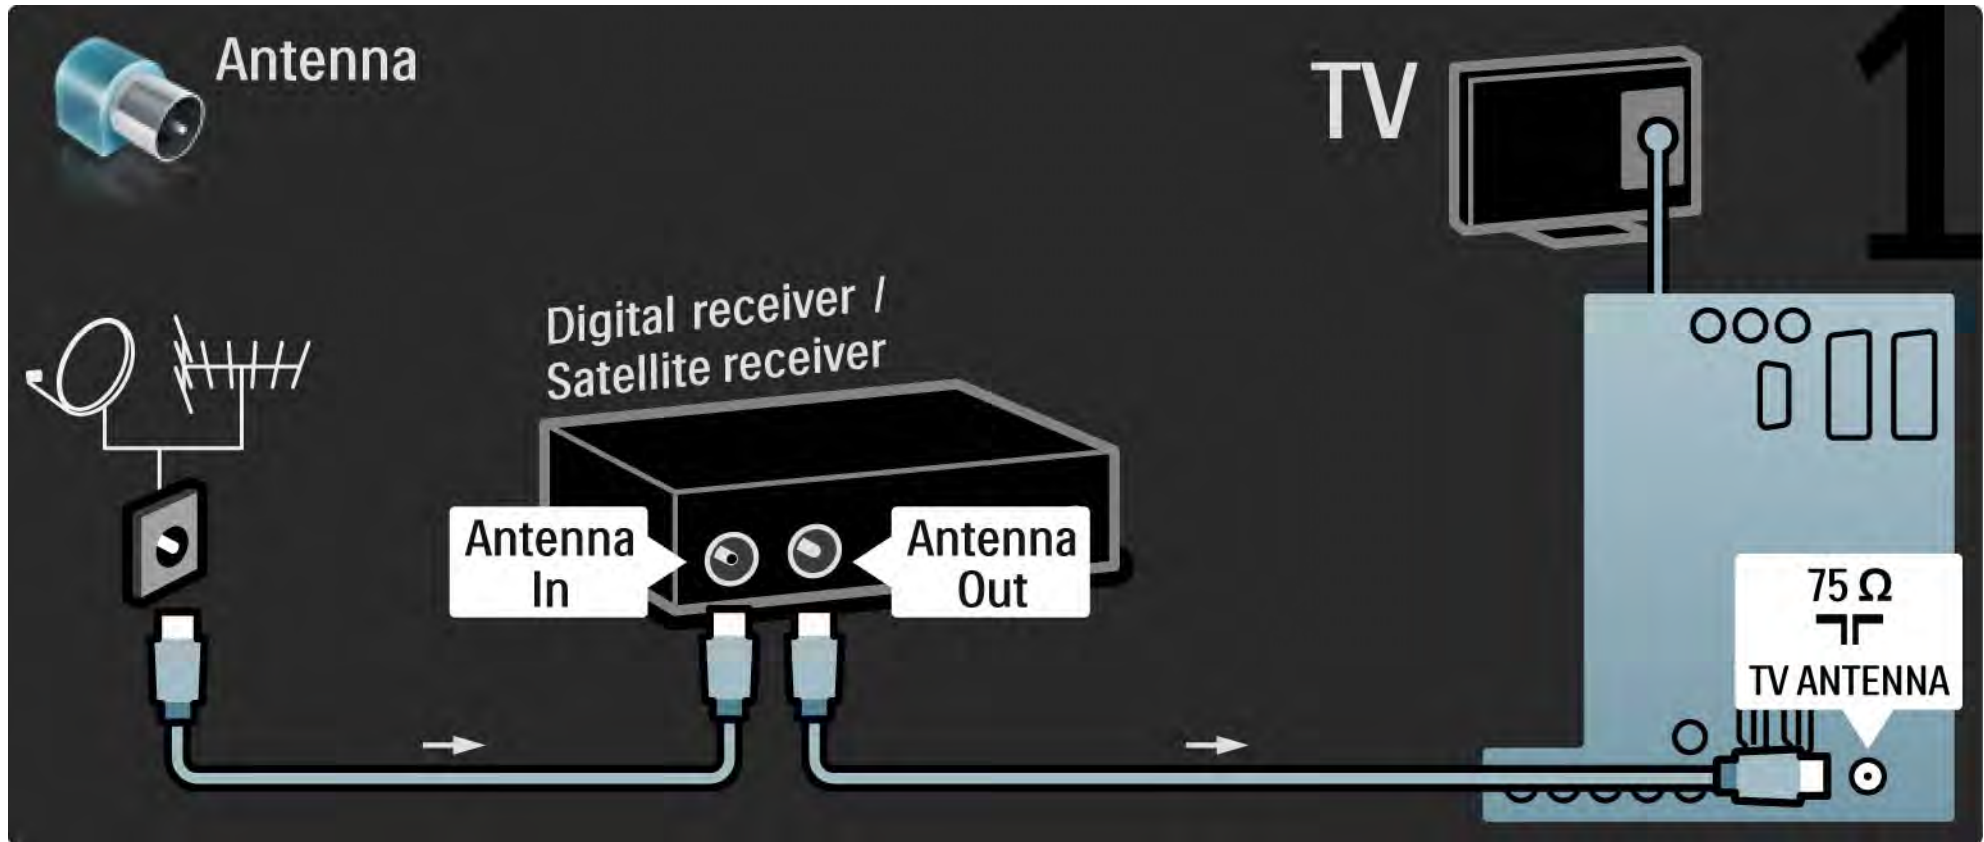 Antenna
TV
1
Digital receiver /
Satellite receiver
Antenna
In
Antenna
Out
75 Ω
TV ANTENNA